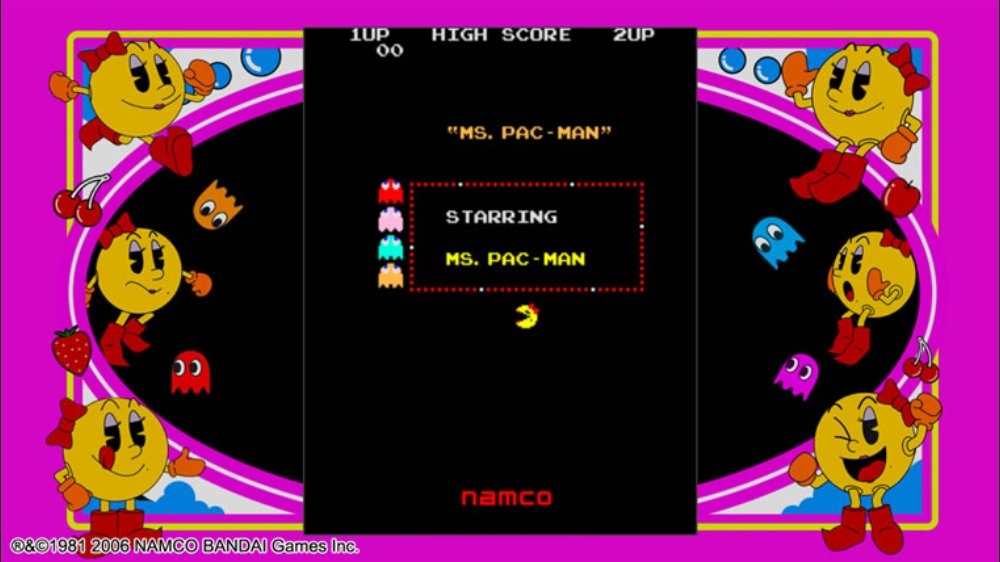 1UP HIGH SCORE 2UP
00
"MS. PAC-MAN"
STARRING
MS. PAC-MAN
namco
®&©1981 2006 NAMCO BANDAI Games Inc.